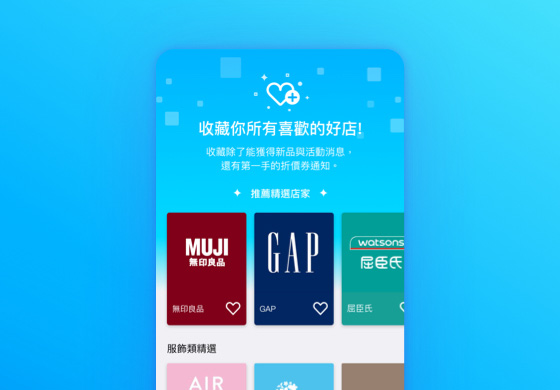 收藏你所有喜歡的好店!
收藏除了能獲得新品與活動消息，
還有第一手的折價券通知。
推薦精選店家
MUJI
無印良品
GAP
watsons
屈臣氏
無印良品
GAP
屈臣氏
服飾類精選
AIR